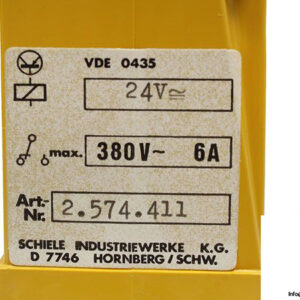 VDE 0435
24V≂
max. 380V~ 6A
Art.-
Nr. 2.574.411
SCHIELE INDUSTRIEWERKE K.G.
D 7746 HORNBERG/SCHW.